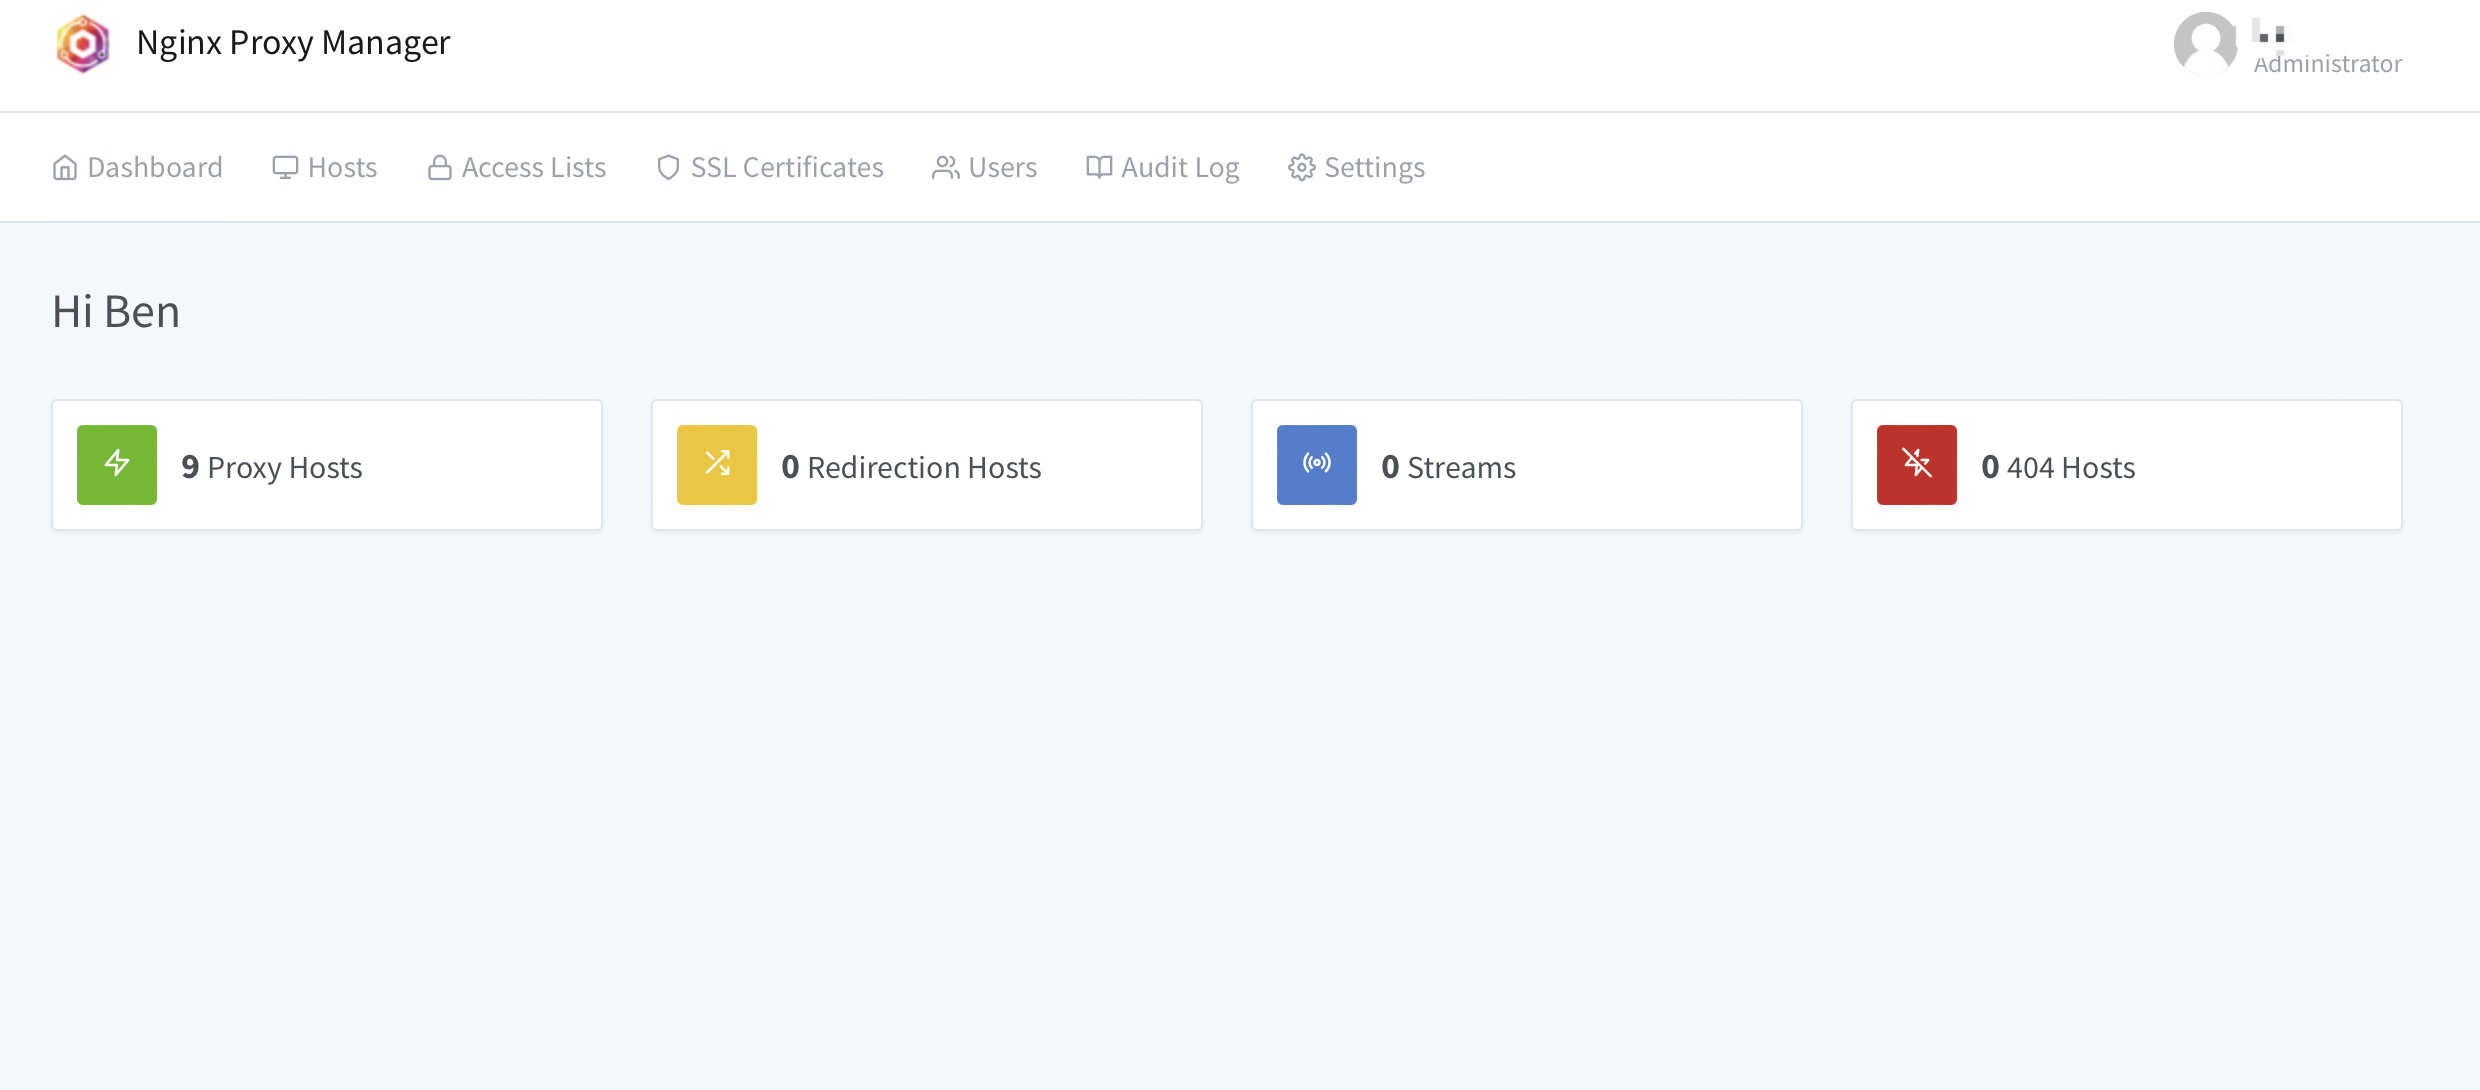 Nginx Proxy Manager
Administrator
Dashboard Hosts Access Lists SSL Certificates Users Audit Log Settings
Hi Ben
9 Proxy Hosts
0 Redirection Hosts
0 Streams
0 404 Hosts